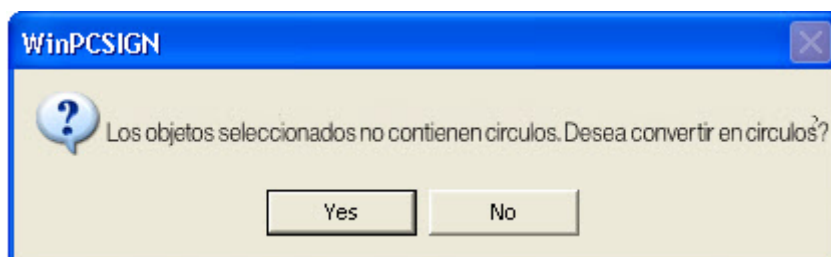 WinPCSIGN
Los objetos seleccionados no contienen circulos. Desea convertir en circulos?
Yes No